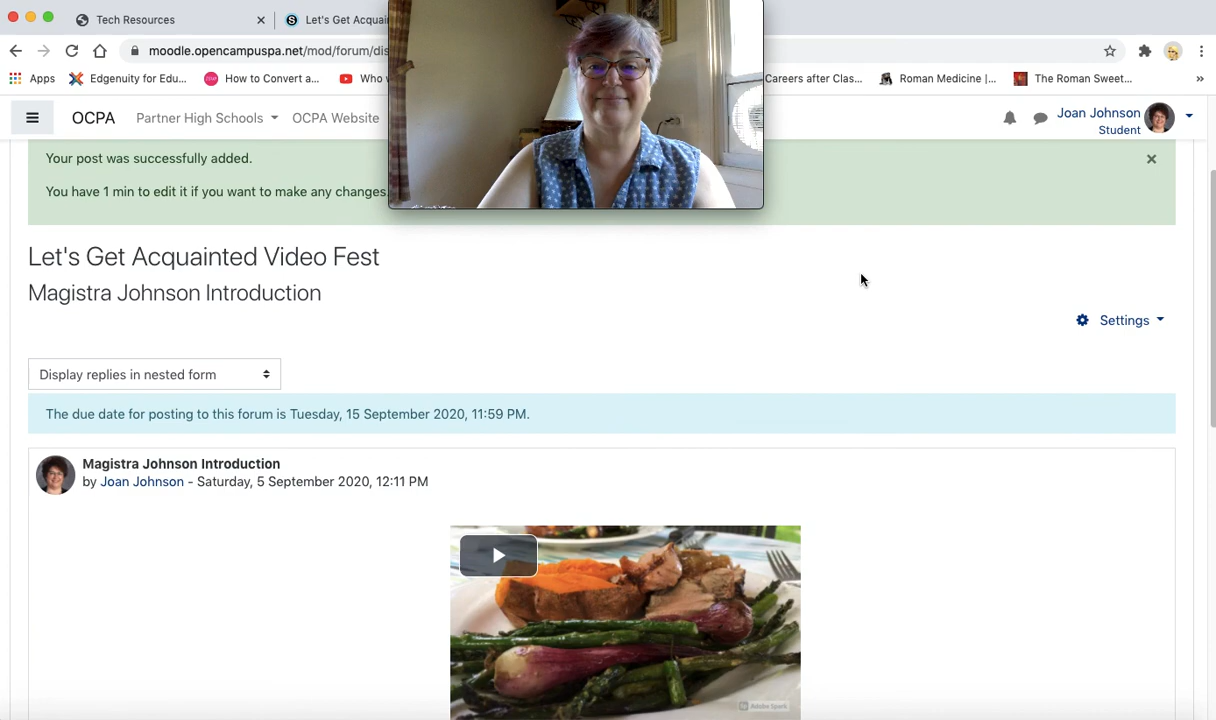 Tech Resources
Let's Get Acquai
moodle.opencampuspa.net/mod/forum/dis
Apps
Edgenuity for Edu...
How to Convert a...
Who
Careers after Clas...
Roman Medicine |...
The Roman Sweet...
»
OCPA
Partner High Schools
OCPA Website
Joan Johnson
Student
Your post was successfully added.
You have 1 min to edit it if you want to make any changes.
Let's Get Acquainted Video Fest
Magistra Johnson Introduction
Settings
Display replies in nested form
The due date for posting to this forum is Tuesday, 15 September 2020, 11:59 PM.
Magistra Johnson Introduction
by Joan Johnson - Saturday, 5 September 2020, 12:11 PM
Adobe Spark